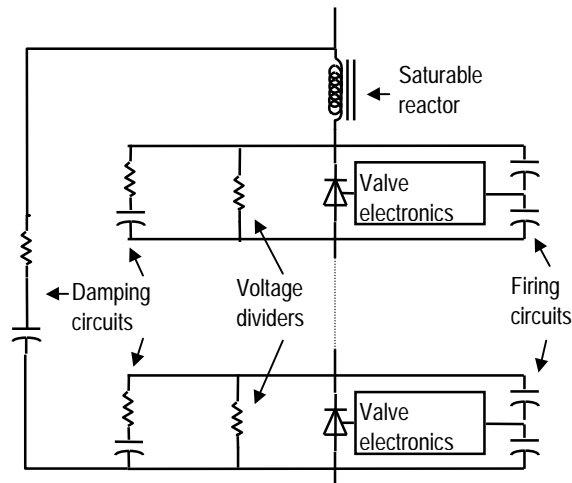 Saturable
reactor
Valve
electronics
Damping
circuits
Voltage
dividers
Firing
circuits
Valve
electronics